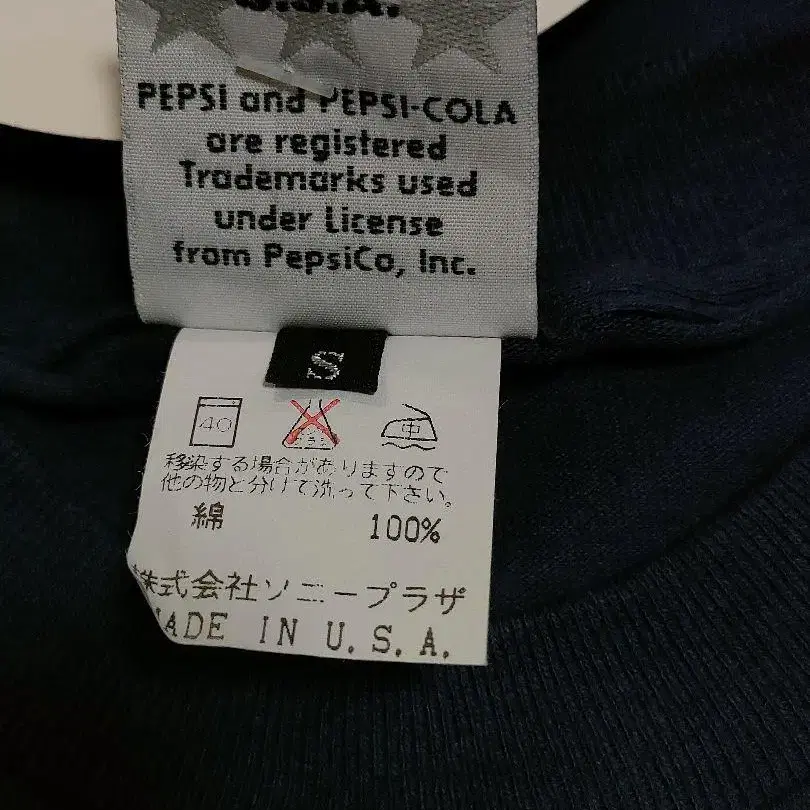 U.S.A.
PEPSI and PEPSI-COLA
are registered
Trademarks used
under License
from PepsiCo, Inc.
S
40
中
移染する場合がありますので
他の物と分けて洗って下さい。
綿 100%
株式会社ソニープラザ
MADE IN U.S.A.